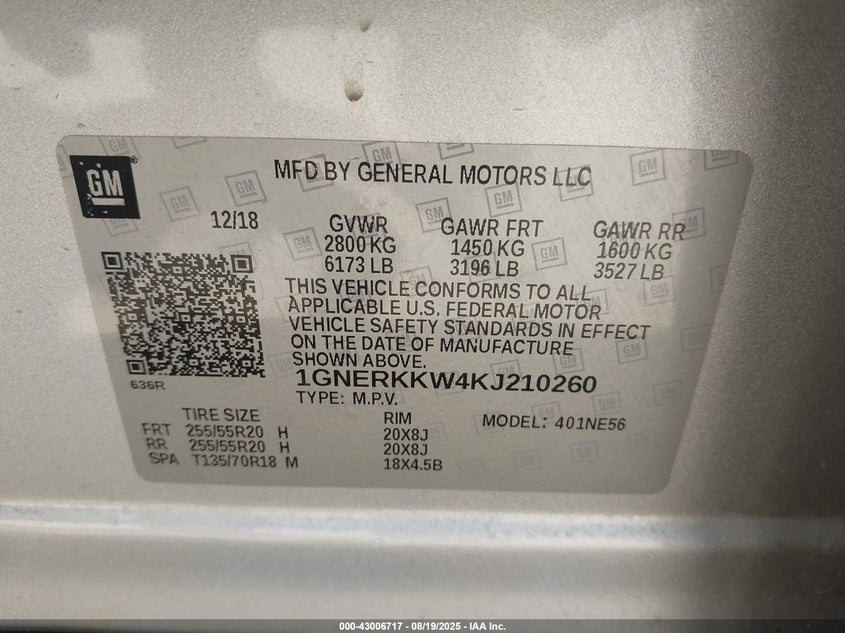 GM
MFD BY GENERAL MOTORS LLC
12/18 GVWR GAWR FRT GAWR RR
2800 KG 1450 KG 1600 KG
6173 LB 3196 LB 3527 LB
THIS VEHICLE CONFORMS TO ALL
APPLICABLE U.S. FEDERAL MOTOR
VEHICLE SAFETY STANDARDS IN EFFECT
ON THE DATE OF MANUFACTURE
SHOWN ABOVE.
1GNERKKW4KJ210260
636R
TYPE: M.P.V.
TIRE SIZE RIM MODEL: 401NE56
FRT 255/55R20 H 20X8J
RR 255/55R20 H 20X8J
SPA T135/70R18 M 18X4.5B
000-43006717 - 08/19/2025 - IAA Inc.